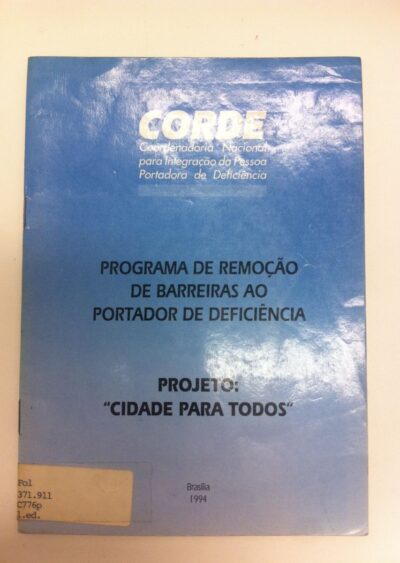 CORDE
Coordenadoria Nacional
para Integração da Pessoa
Portadora de Deficiência
PROGRAMA DE REMOÇÃO
DE BARREIRAS AO
PORTADOR DE DEFICIÊNCIA
PROJETO:
"CIDADE PARA TODOS"
Brasília
1994
Fol
371.911
C776p
1.ed.